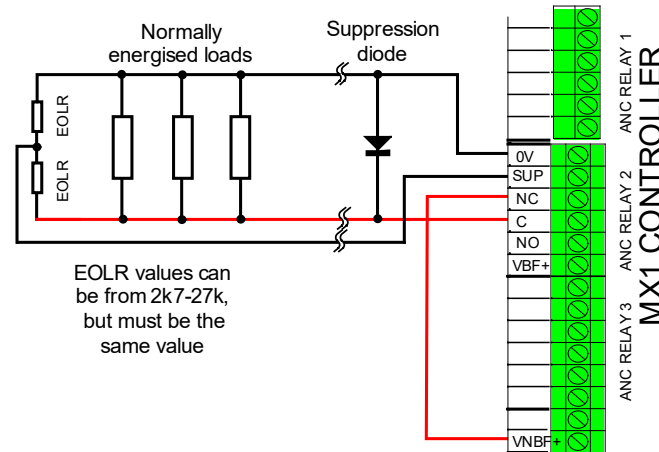 Normally
energised loads
Suppression
diode
EOLR
EOLR
EOLR values can
be from 2k7-27k,
but must be the
same value
0V
SUP
NC
C
NO
VBF+
VNBF+
ANC RELAY 1
ANC RELAY 2
ANC RELAY 3
MX1 CONTROLLER